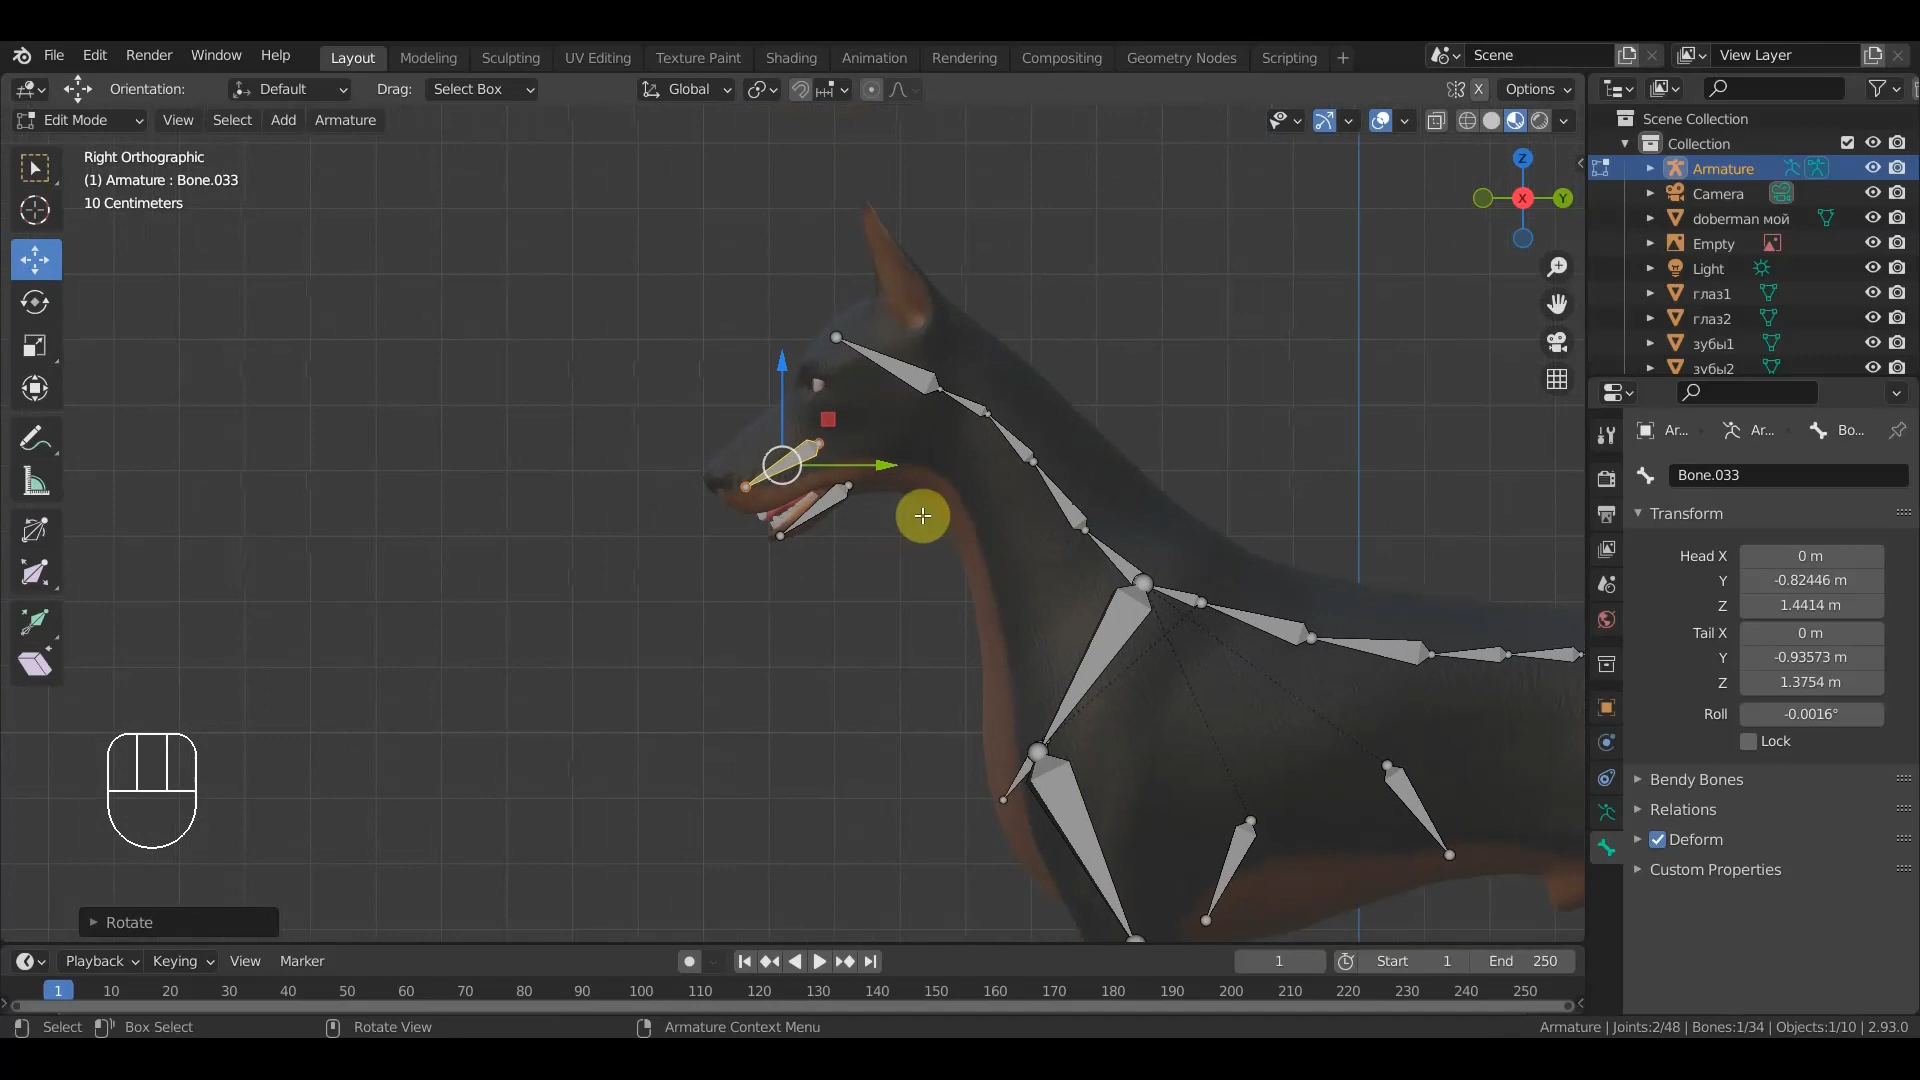 File Edit Render Window Help Layout Modeling Sculpting UV Editing Texture Paint Shading Animation Rendering Compositing Geometry Nodes Scripting + Scene View Layer
Orientation: Default Drag: Select Box Global X Options
Edit Mode View Select Add Armature
Right Orthographic
(1) Armature : Bone.033
10 Centimeters
Z
X
Y
Scene Collection
Collection
Armature
Camera
doberman мой
Empty
Light
глаз1
глаз2
зубы1
зубы2
Ar... Ar... Bo...
Bone.033
Transform
Head X 0 m
Y -0.82446 m
Z 1.4414 m
Tail X 0 m
Y -0.93573 m
Z 1.3754 m
Roll -0.0016°
Lock
Bendy Bones
Relations
Deform
Custom Properties
Rotate
Playback Keying View Marker 1 Start 1 End 250
1 10 20 30 40 50 60 70 80 90 100 110 120 130 140 150 160 170 180 190 200 210 220 230 240 250
Select Box Select Rotate View Armature Context Menu Armature | Joints:2/48 | Bones:1/34 | Objects:1/10 | 2.93.0